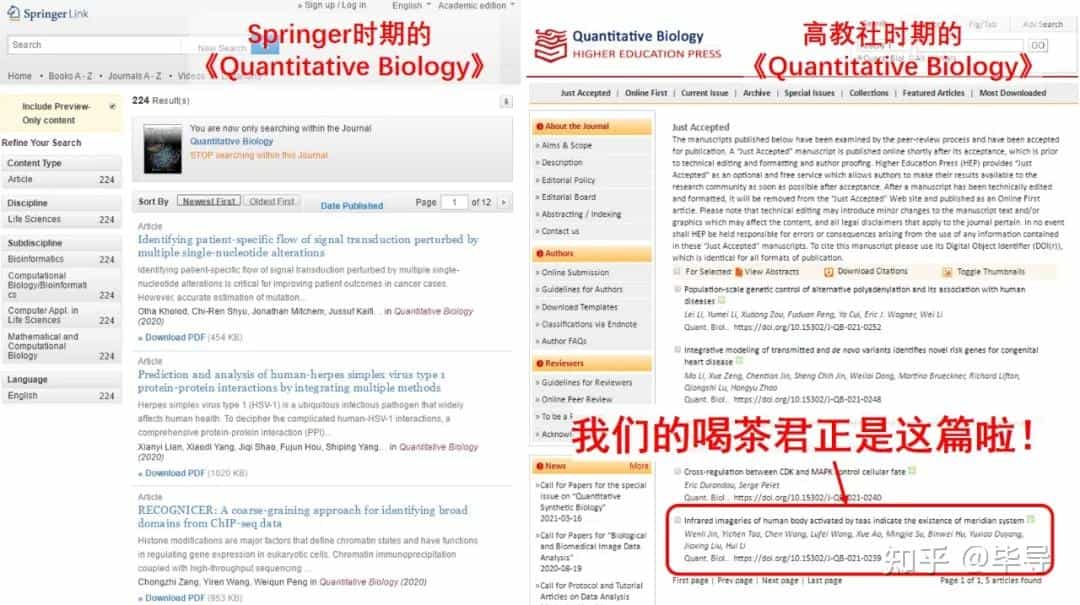 Sign up / Log in
English
Academic edition
Springer Link
Search
New Search
Springer时期的
《Quantitative Biology》
Home • Books A - Z • Journals A - Z • Videos
Include Preview-
Only content
Refine Your Search
Content Type
Article 224
Discipline
Life Sciences 224
Subdiscipline
Bioinformatics 224
Computational
Biology/Bioinformati
cs 224
Computer Appl. in
Life Sciences 224
Mathematical and
Computational
Biology 224
Language
English 224
224 Result(s)
You are now only searching within the Journal
Quantitative Biology
STOP searching within this Journal
Sort By Newest First Oldest First Date Published Page 1 of 12
Article
Identifying patient-specific flow of signal transduction perturbed by
multiple single-nucleotide alterations
Identifying patient-specific flow of signal transduction perturbed by multiple single-
nucleotide alterations is critical for improving patient outcomes in cancer cases.
However, accurate estimation of mutation...
Otha Kholod, Chi-Ren Shyu, Jonathan Mitchem, Jussuf Kaifi... in Quantitative Biology
(2020)
» Download PDF (454 KB)
Article
Prediction and analysis of human-herpes simplex virus type 1
protein-protein interactions by integrating multiple methods
Herpes simplex virus type 1 (HSV-1) is a ubiquitous infectious pathogen that widely
affects human health. To decipher the complicated human-HSV-1 interactions, a
comprehensive protein-protein interaction (PPI)...
Xianyi Lian, Xiaodi Yang, Jiqi Shao, Fujun Hou, Shiping Yang... in Quantitative Biology
(2020)
» Download PDF (1020 KB)
Article
RECOGNICER: A coarse-graining approach for identifying broad
domains from ChIP-seq data
Histone modifications are major factors that define chromatin states and have functions
in regulating gene expression in eukaryotic cells. Chromatin immunoprecipitation
coupled with high-throughput sequencing ...
Chongzhi Zang, Yiren Wang, Weiqun Peng in Quantitative Biology (2020)
» Download PDF (953 KB)
Quantitative Biology
HIGHER EDUCATION PRESS
高教社时期的
《Quantitative Biology》
Fig/Tab
Adv Search
GO
Just Accepted | Online First | Current Issue | Archive | Special Issues | Collections | Featured Articles | Most Downloaded
About the Journal
» Aims & Scope
» Description
» Editorial Policy
» Editorial Board
» Abstracting / Indexing
» Contact us
Authors
» Online Submission
» Guidelines for Authors
» Download Templates
» Classifications via Endnote
» Author FAQs
Reviewers
» Guidelines for Reviewers
» Online Peer Review
» To be a
News More
»Call for Papers for the special
issue on "Quantitative
Synthetic Biology"
2021-03-16
»Call for Papers for "Biological
and Biomedical Image Data
Analysis"
2020-08-19
»Call for Protocol and Tutorial
Articles on Data Analysis
Just Accepted
The manuscripts published below have been examined by the peer-review process and have been accepted
for publication. A "Just Accepted" manuscript is published online shortly after its acceptance, which is prior
to technical editing and formatting and author proofing. Higher Education Press (HEP) provides "Just
Accepted" as an optional and free service which allows authors to make their results available to the
research community as soon as possible after acceptance. After a manuscript has been technically edited
and formatted, it will be removed from the "Just Accepted" Web site and published as an Online First
article. Please note that technical editing may introduce minor changes to the manuscript text and/or
graphics which may affect the content, and all legal disclaimers that apply to the journal pertain. In no event
shall HEP be held responsible for errors or consequences arising from the use of any information contained
in these "Just Accepted" manuscripts. To cite this manuscript please use its Digital Object Identifier (DOI(r)),
which is identical for all formats of publication.
For Selected: View Abstracts Download Citations Toggle Thumbnails
Population-scale genetic control of alternative polyadenylation and its association with human
diseases
Lei Li, Yumei Li, Xudong Zou, Fuduan Peng, Ya Cui, Eric J. Wagner, Wei Li
Quant. Biol.. https://doi.org/10.15302/J-QB-021-0252
Integrative modeling of transmitted and de novo variants identifies novel risk genes for congenital
heart disease
Mo Li, Xue Zeng, Chentian Jin, Sheng Chih Jin, Weilai Dong, Martina Brueckner, Richard Lifton,
Qiongshi Lu, Hongyu Zhao
Quant. Biol.. https://doi.org/10.15302/J-QB-021-0248
我们的喝茶君正是这篇啦！
Cross-regulation between CDK and MAPK control cellular fate
Eric Durandau, Serge Pelet
Quant. Biol.. https://doi.org/10.15302/J-QB-021-0240
Infrared imageries of human body activated by teas indicate the existence of meridian system
Wenli Jin, Yichen Tao, Chen Wang, Lufei Wang, Xue Ao, Mingjie Su, Binwei Hu, Yuxiao Ouyang,
Jiaxing Liu, Hui Li
Quant. Biol.. https://doi.org/10.15302/J-QB-021-0239
知乎 @毕导
First page | Prev page | Next page | Last page Page 1 of 1, 5 articles found